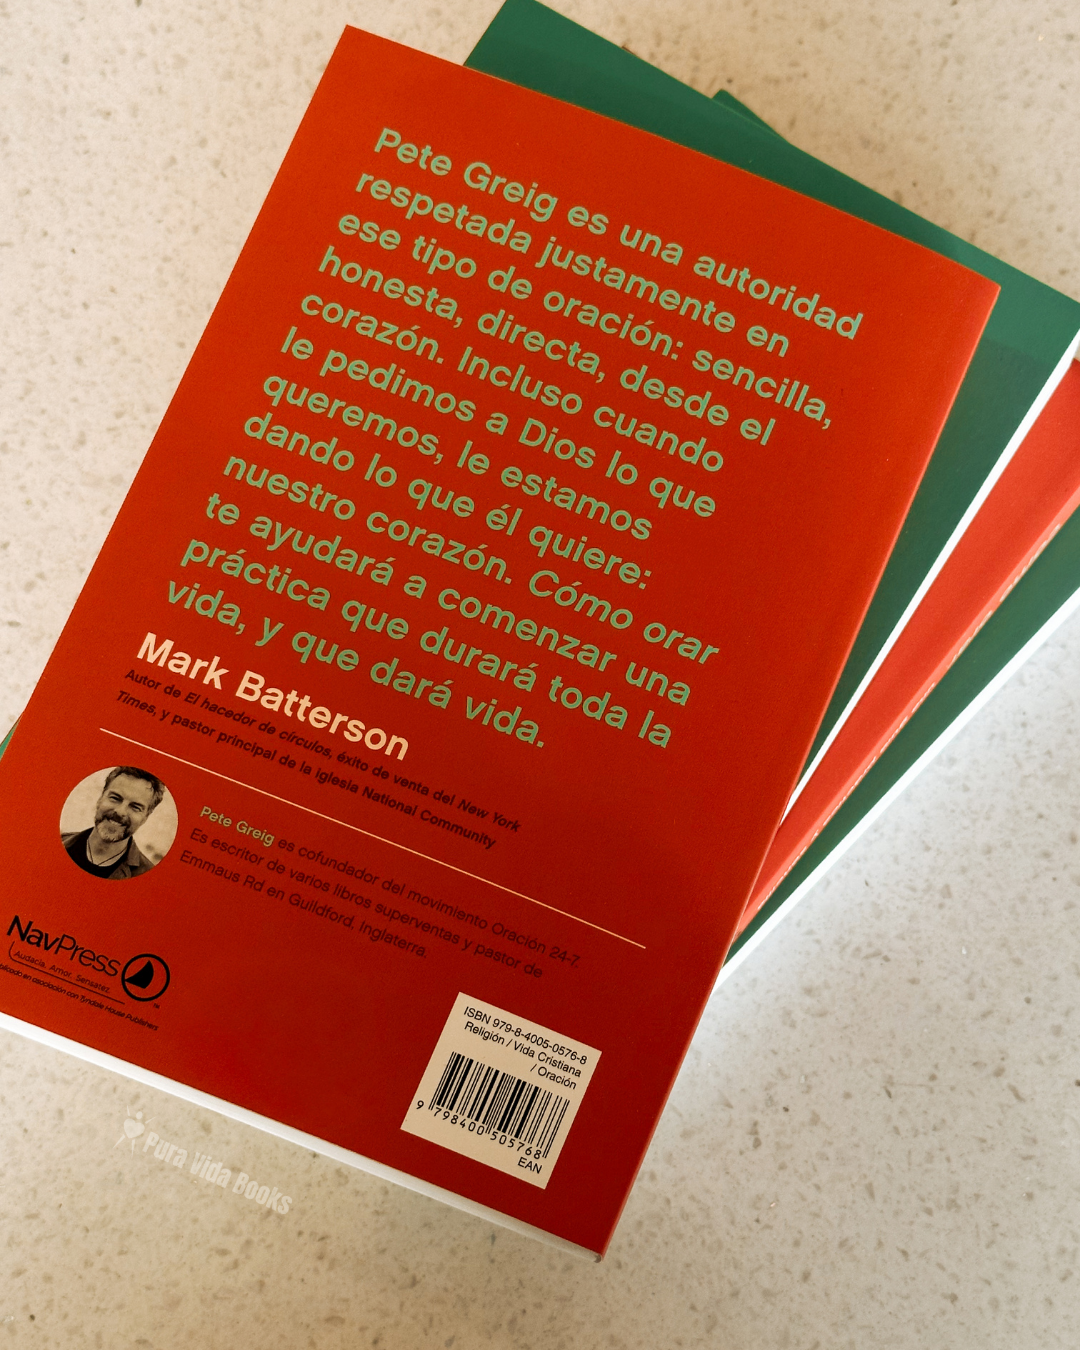 Pete Greig es una autoridad
respetada justamente en
ese tipo de oración: sencilla,
honesta, directa, desde el
corazón. Incluso cuando
le pedimos a Dios lo que
queremos, le estamos
dando lo que él quiere:
nuestro corazón. Cómo orar
te ayudará a comenzar una
práctica que durará toda la
vida, y que dará vida.
Mark Batterson
Autor de El hacedor de círculos, éxito de venta del New York
Times, y pastor principal de la iglesia National Community
Pete Greig es cofundador del movimiento Oración 24-7.
Es escritor de varios libros superventas y pastor de
Emmaus Rd en Guildford, Inglaterra.
NavPress
Audacia. Amor. Sensatez.
en asociación con Tyndale House Publishers
ISBN 979-8-4005-0576-8
Religión / Vida Cristiana
/ Oración
9 798400 505768
EAN
Pura Vida Books